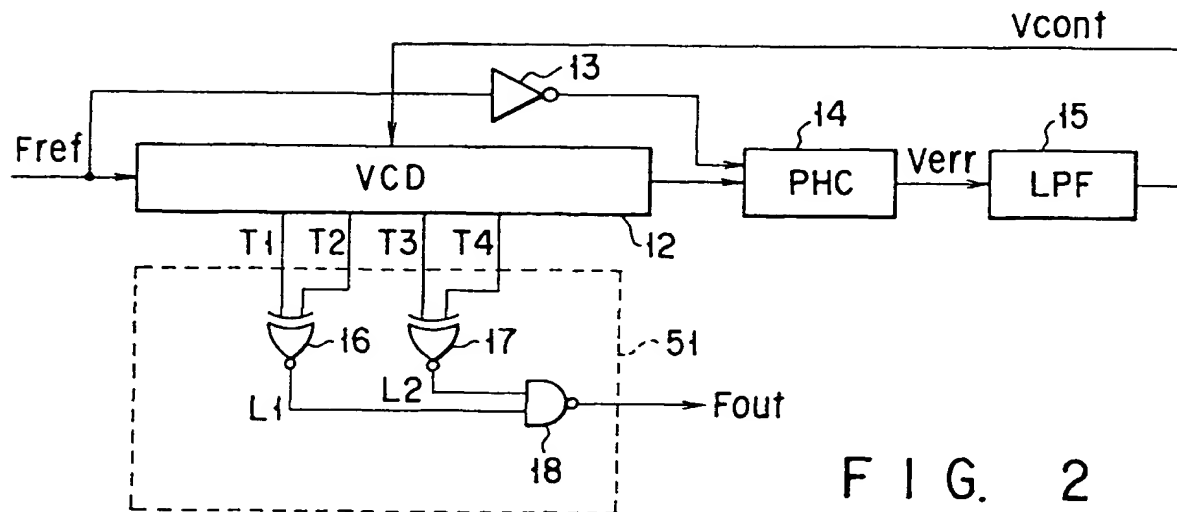 Vcont
13
14
15
Fref
VCD
PHC
Verr
LPF
T1 T2 T3 T4
12
16
17
51
L1
L2
Fout
18
FIG. 2